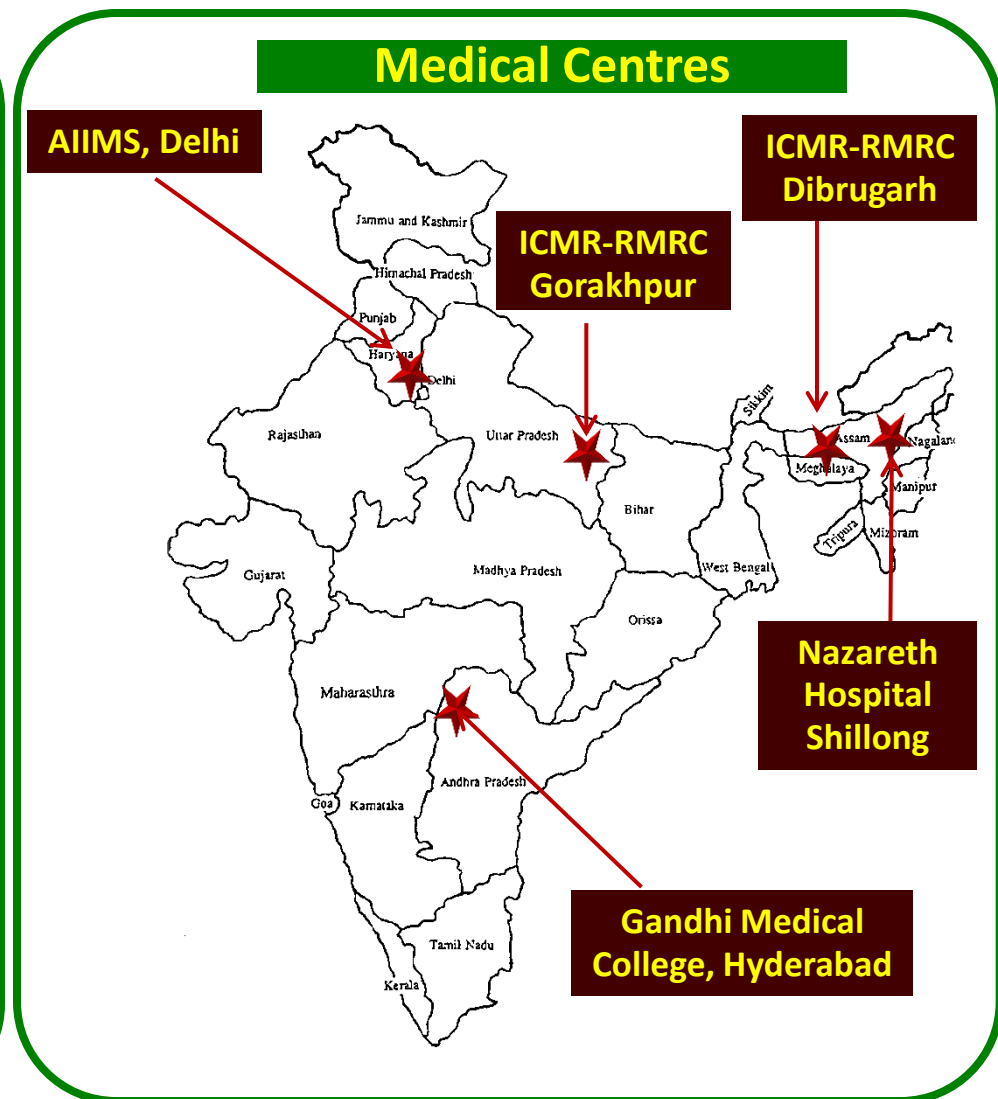 Medical Centres
AIIMS, Delhi
ICMR-RMRC
Dibrugarh
ICMR-RMRC
Gorakhpur
Jammu and Kashmir
Himachal Pradesh
Punjab
Haryana
Delhi
Rajasthan
Uttar Pradesh
Sikkim
Assam
Nagaland
Meghalaya
Manipur
Bihar
Tripura
Mizoram
Gujarat
Madhya Pradesh
West Bengal
Orissa
Nazareth
Hospital
Shillong
Maharasthra
Andhra Pradesh
Goa
Karnataka
Gandhi Medical
College, Hyderabad
Tamil Nadu
Kerala